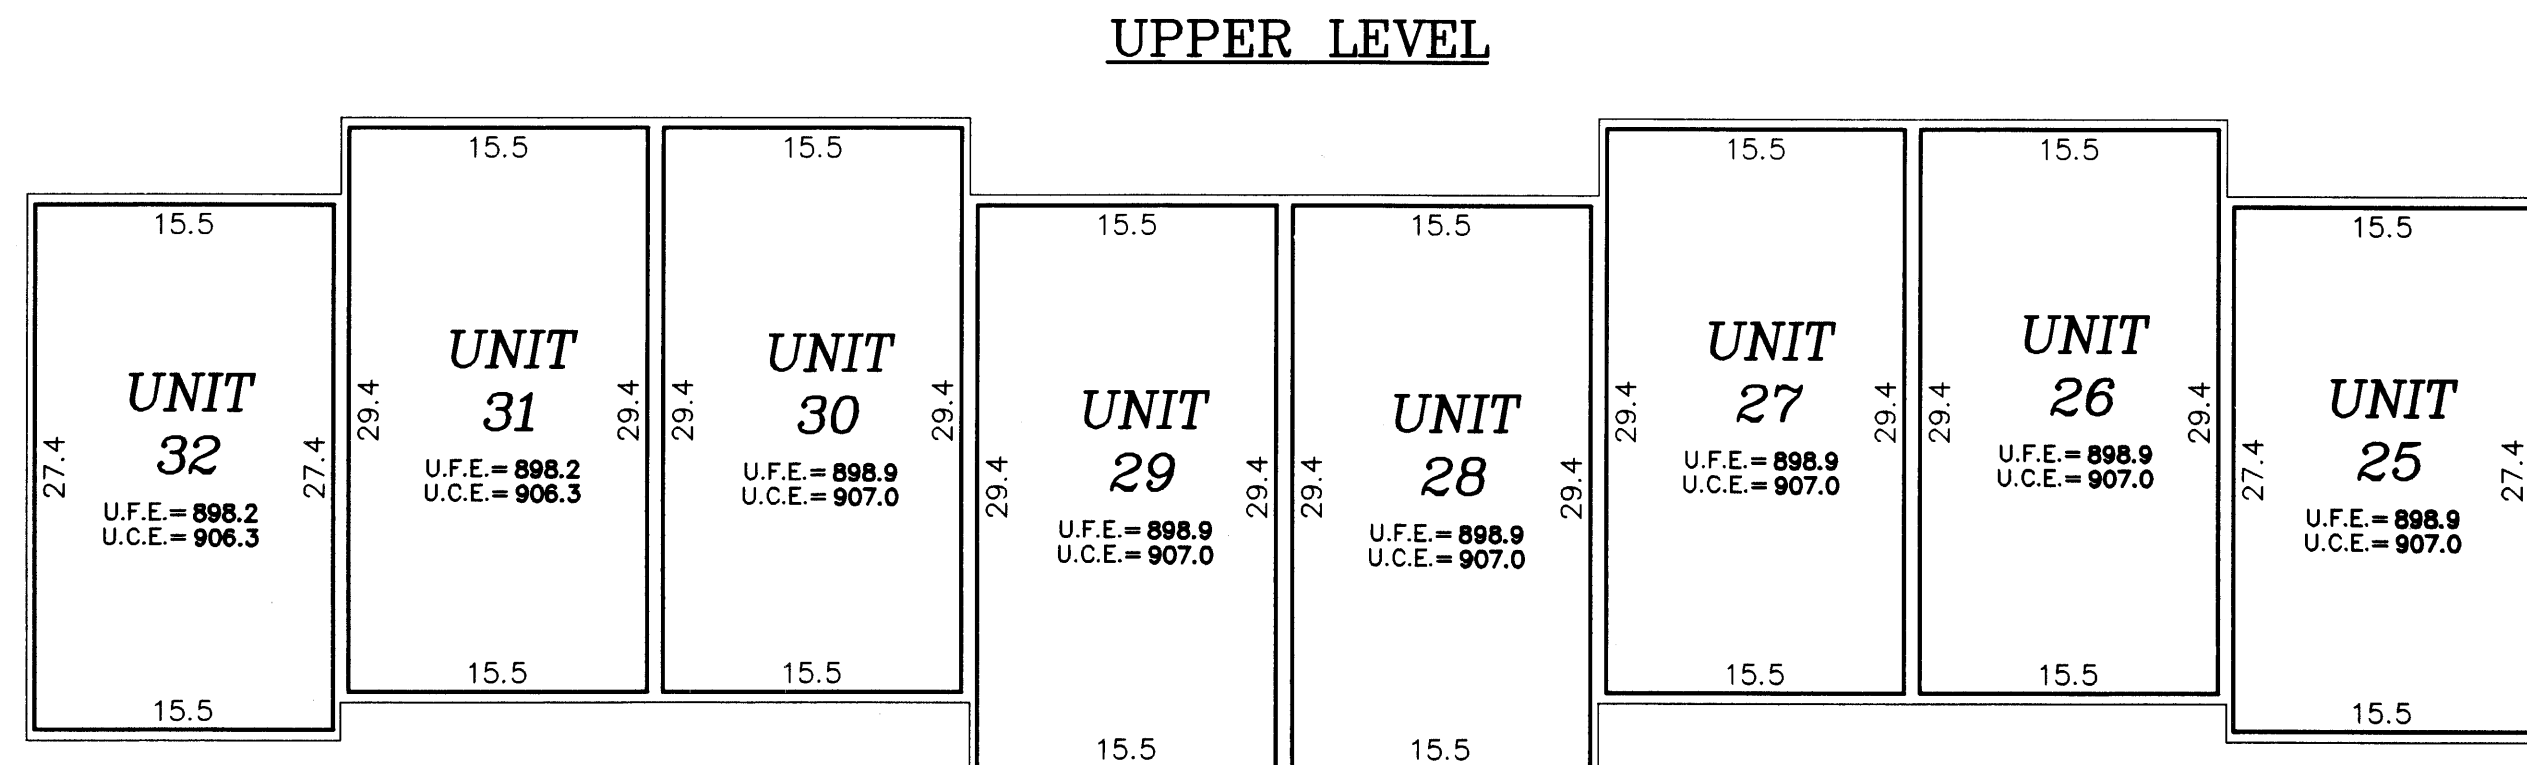 UPPER LEVEL
15.5
27.4
UNIT
32
U.F.E.= 898.2
U.C.E.= 906.3
27.4
15.5
15.5
29.4
UNIT
31
U.F.E.= 898.2
U.C.E.= 906.3
29.4
15.5
15.5
29.4
UNIT
30
U.F.E.= 898.9
U.C.E.= 907.0
29.4
15.5
15.5
29.4
UNIT
29
U.F.E.= 898.9
U.C.E.= 907.0
29.4
15.5
15.5
29.4
UNIT
28
U.F.E.= 898.9
U.C.E.= 907.0
29.4
15.5
15.5
29.4
UNIT
27
U.F.E.= 898.9
U.C.E.= 907.0
29.4
15.5
15.5
29.4
UNIT
26
U.F.E.= 898.9
U.C.E.= 907.0
29.4
15.5
15.5
27.4
UNIT
25
U.F.E.= 898.9
U.C.E.= 907.0
27.4
15.5